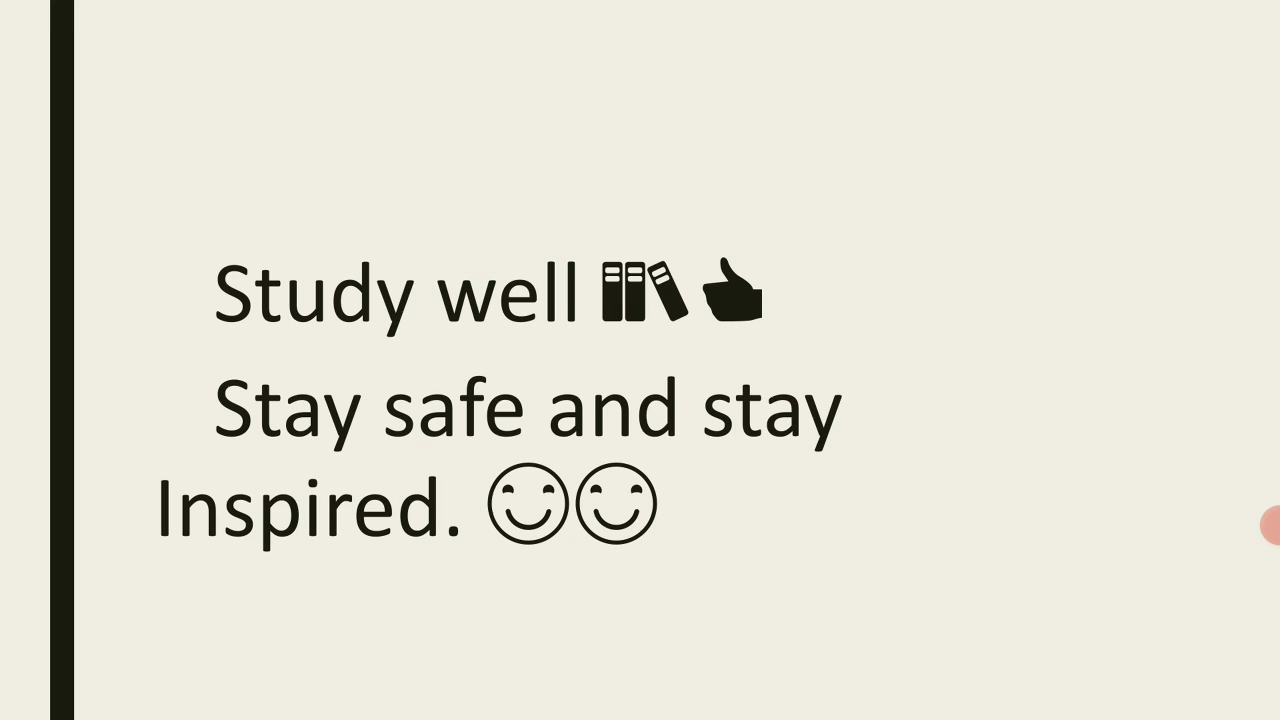 Study well 📚👍
Stay safe and stay
Inspired. 😊😊